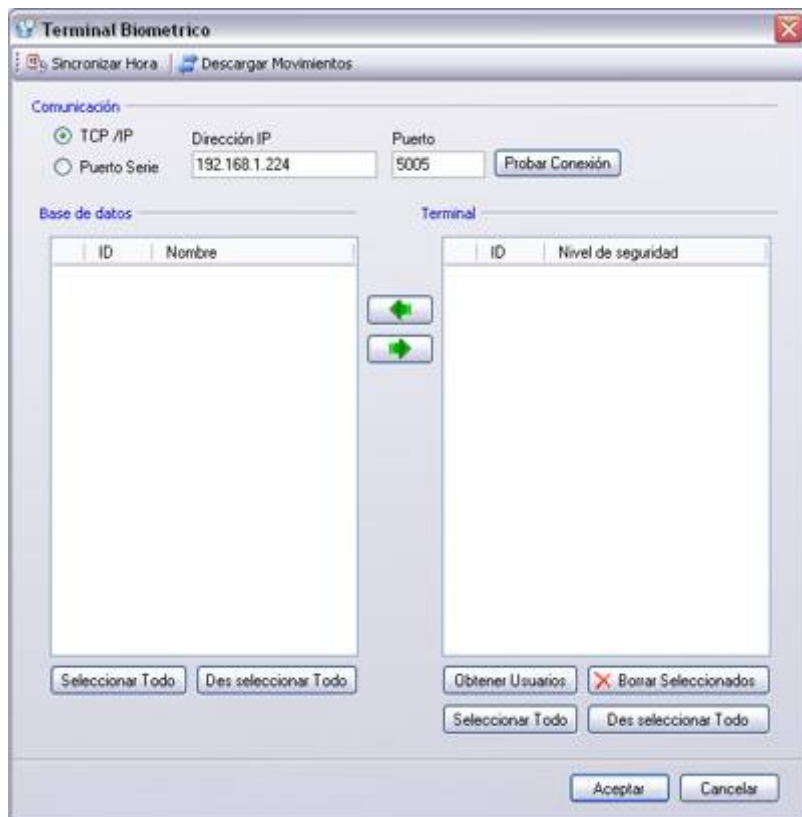 Terminal Biometrico
Sincronizar Hora Descargar Movimientos
Comunicación
TCP /IP Dirección IP Puerto
Puerto Serie 192.168.1.224 5005 Probar Conexión
Base de datos Terminal
ID Nombre ID Nivel de seguridad
Seleccionar Todo Des seleccionar Todo Obtener Usuarios Borrar Seleccionados
Seleccionar Todo Des seleccionar Todo
Aceptar Cancelar